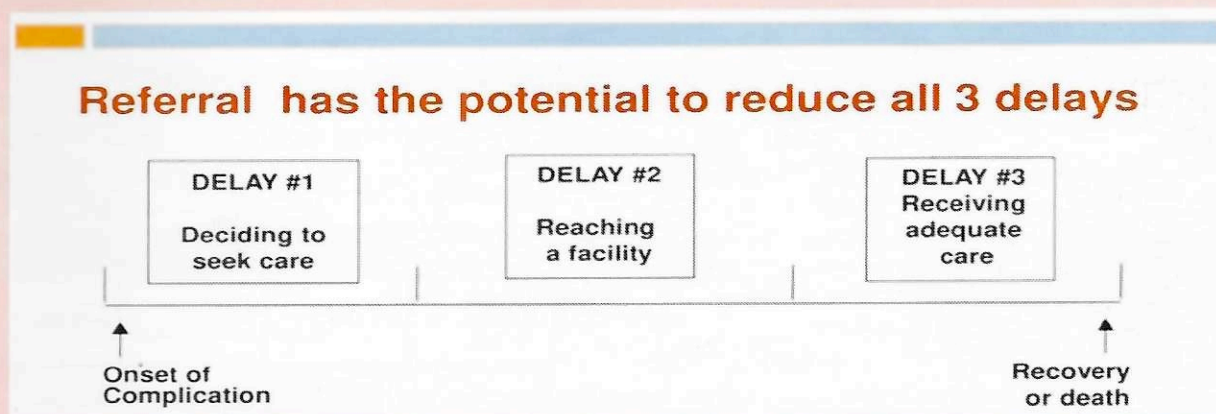 Referral has the potential to reduce all 3 delays
DELAY #1
Deciding to
seek care
DELAY #2
Reaching
a facility
DELAY #3
Receiving
adequate
care
Onset of
Complication
Recovery
or death